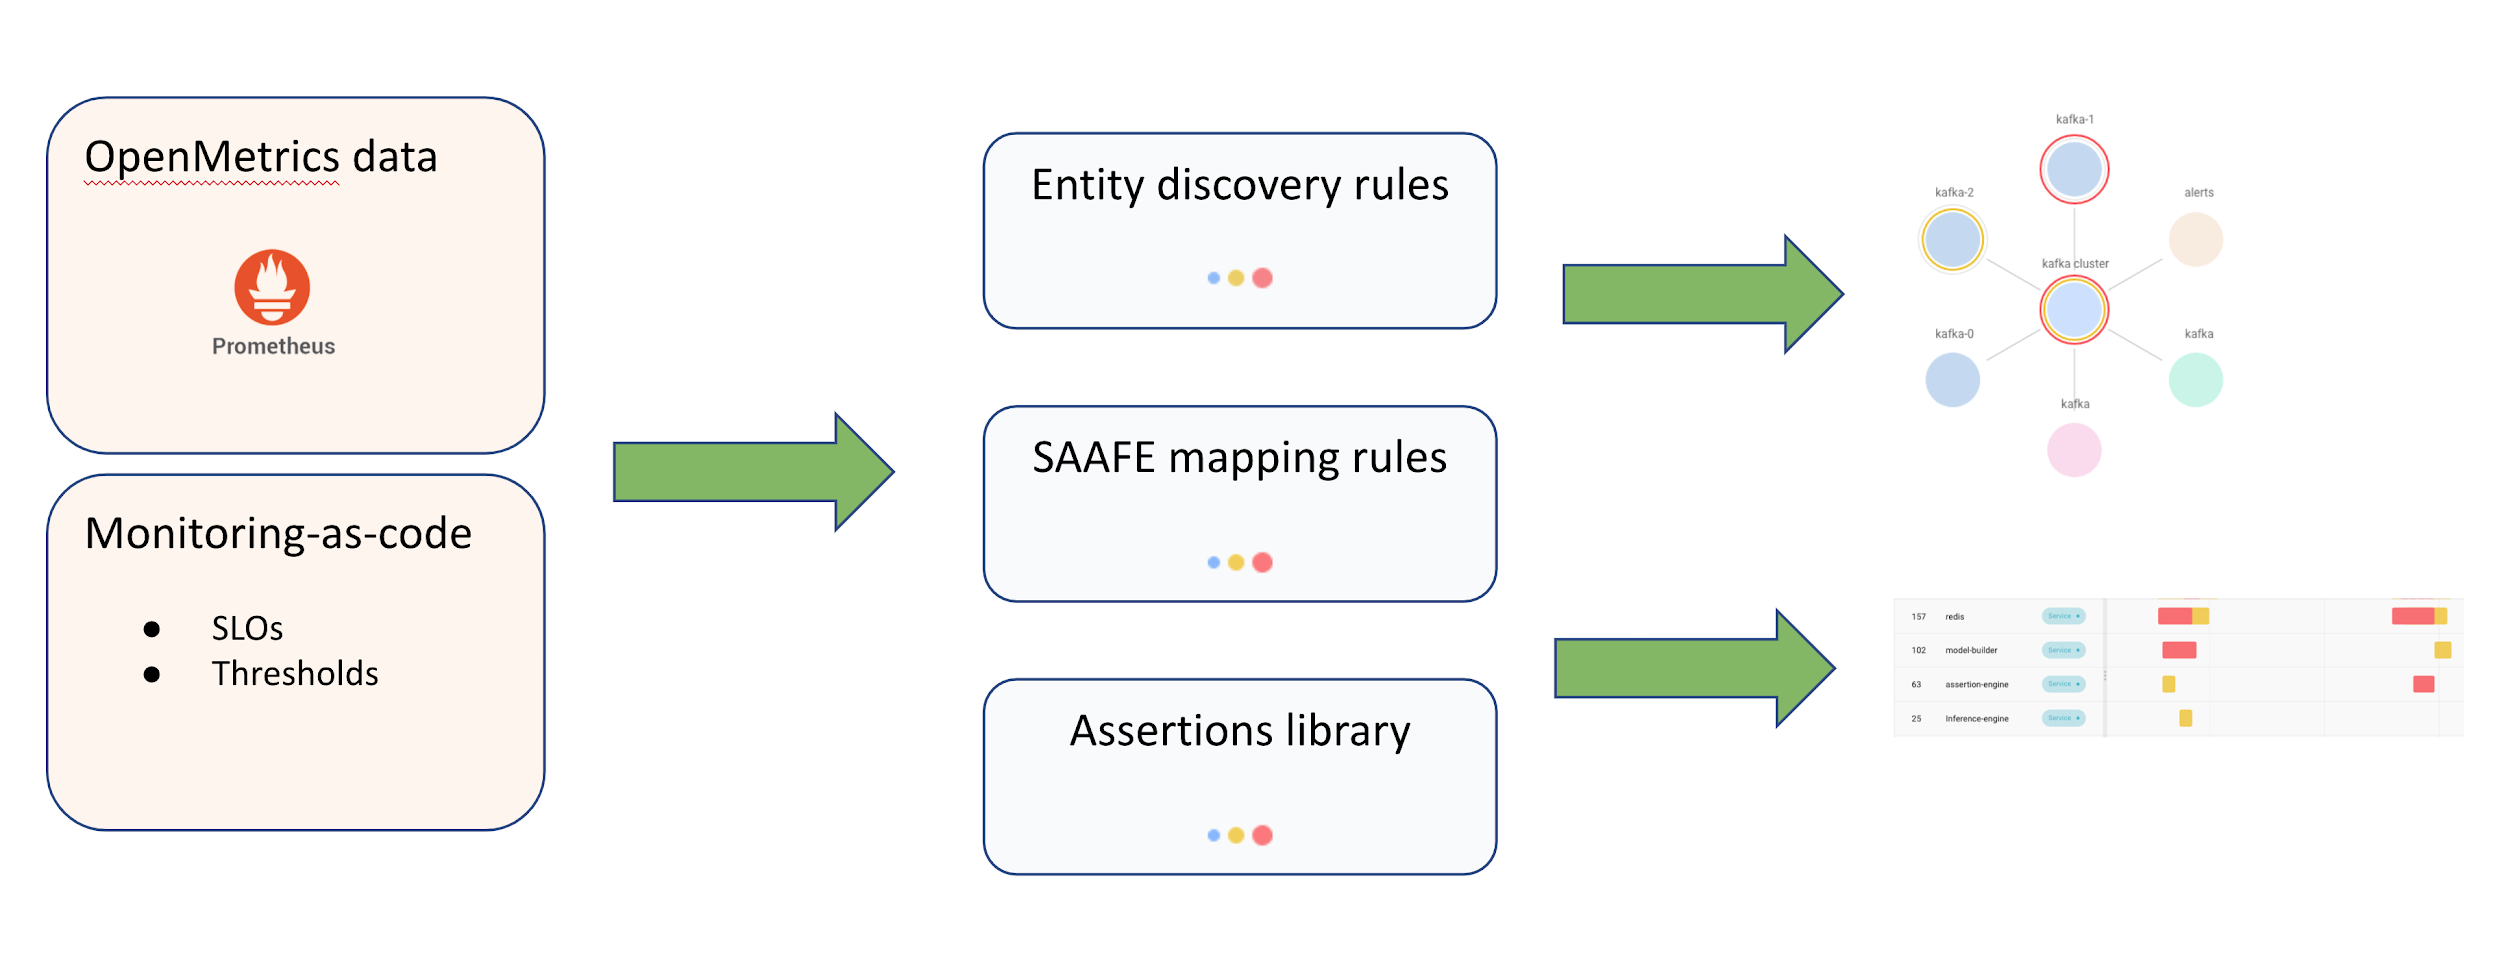 OpenMetrics data
Prometheus
Monitoring-as-code
● SLOs
● Thresholds
Entity discovery rules
SAAFE mapping rules
Assertions library
kafka-1
kafka-2
alerts
kafka cluster
kafka-0
kafka
kafka
157 redis Service
102 model-builder Service
63 assertion-engine Service
25 Inference-engine Service